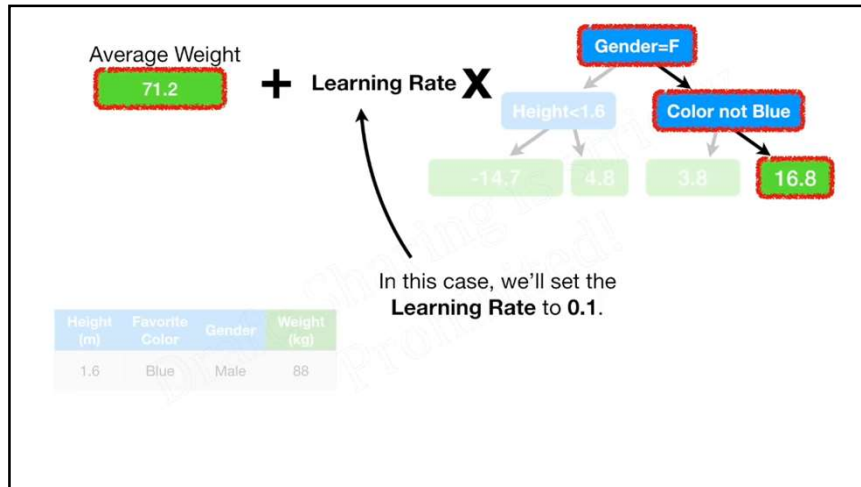 Average Weight
71.2
+
Learning Rate
X
Gender=F
Height<1.6
Color not Blue
-14.7
4.8
3.8
16.8
In this case, we'll set the
Learning Rate to 0.1.
Height
(m)
Favorite
Color
Gender
Weight
(kg)
1.6
Blue
Male
88
Prohibited!